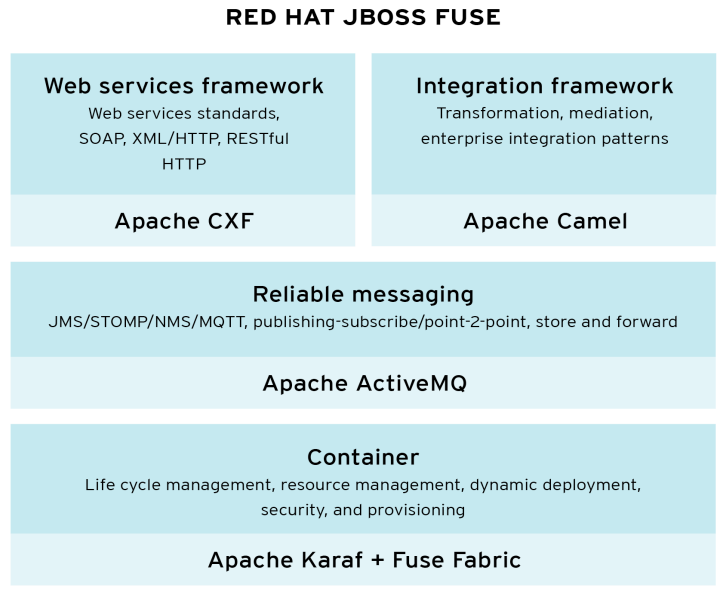 RED HAT JBOSS FUSE
Web services framework
Web services standards,
SOAP, XML/HTTP, RESTful
HTTP
Apache CXF
Integration framework
Transformation, mediation,
enterprise integration patterns
Apache Camel
Reliable messaging
JMS/STOMP/NMS/MQTT, publishing-subscribe/point-2-point, store and forward
Apache ActiveMQ
Container
Life cycle management, resource management, dynamic deployment,
security, and provisioning
Apache Karaf + Fuse Fabric